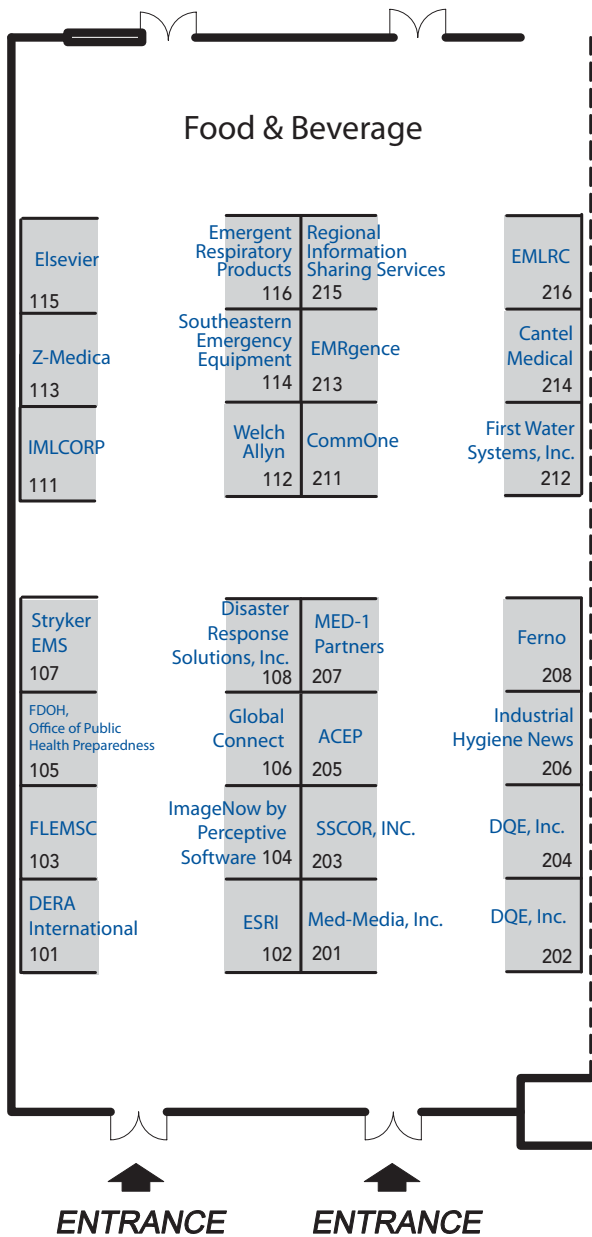 Food & Beverage
Elsevier
115
Emergent
Respiratory
Products
116
Regional
Information
Sharing Services
215
EMLRC
216
Z-Medica
113
Southeastern
Emergency
Equipment
114
EMRgence
213
Cantel
Medical
214
IMLCORP
111
Welch
Allyn
112
CommOne
211
First Water
Systems, Inc.
212
Stryker
EMS
107
Disaster
Response
Solutions, Inc.
108
MED-1
Partners
207
Ferno
208
FDOH,
Office of Public
Health Preparedness
105
Global
Connect
106
ACEP
205
Industrial
Hygiene News
206
FLEMSC
103
ImageNow by
Perceptive
Software 104
SSCOR, INC.
203
DQE, Inc.
204
DERA
International
101
ESRI
102
Med-Media, Inc.
201
DQE, Inc.
202
ENTRANCE
ENTRANCE